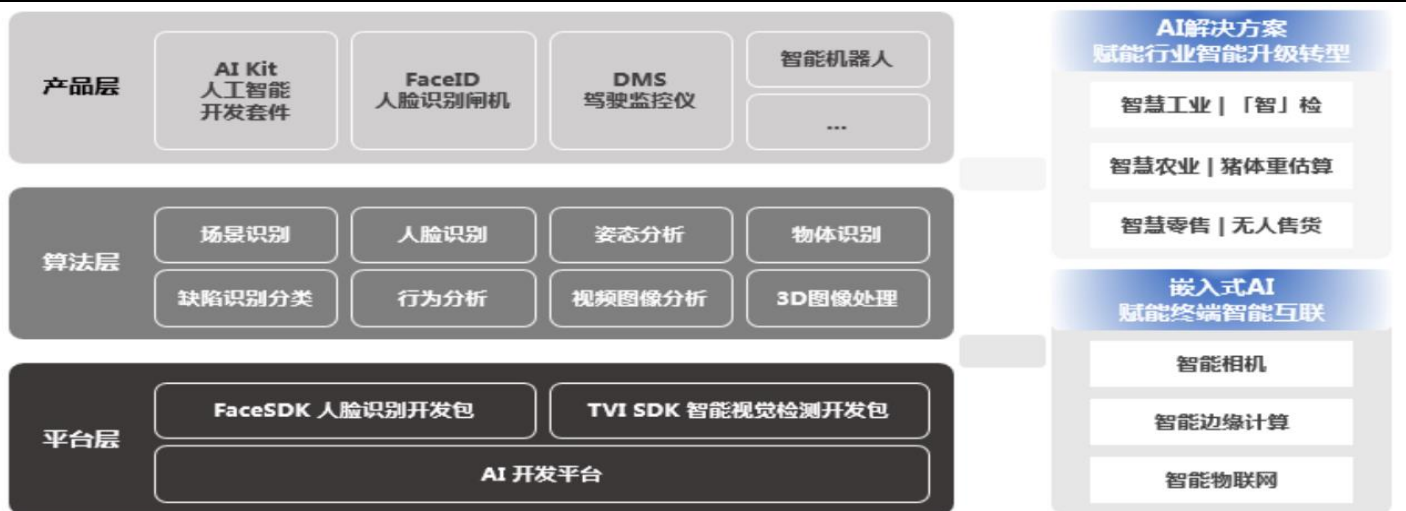 产品层
AI Kit
人工智能
开发套件
FaceID
人脸识别闸机
DMS
驾驶监控仪
智能机器人
...
算法层
场景识别
人脸识别
姿态分析
物体识别
缺陷识别分类
行为分析
视频图像分析
3D图像处理
平台层
FaceSDK 人脸识别开发包
TVI SDK 智能视觉检测开发包
AI 开发平台
AI解决方案
赋能行业智能升级转型
智慧工业 | 「智」检
智慧农业 | 猪体重估算
智慧零售 | 无人售货
嵌入式AI
赋能终端智能互联
智能相机
智能边缘计算
智能物联网